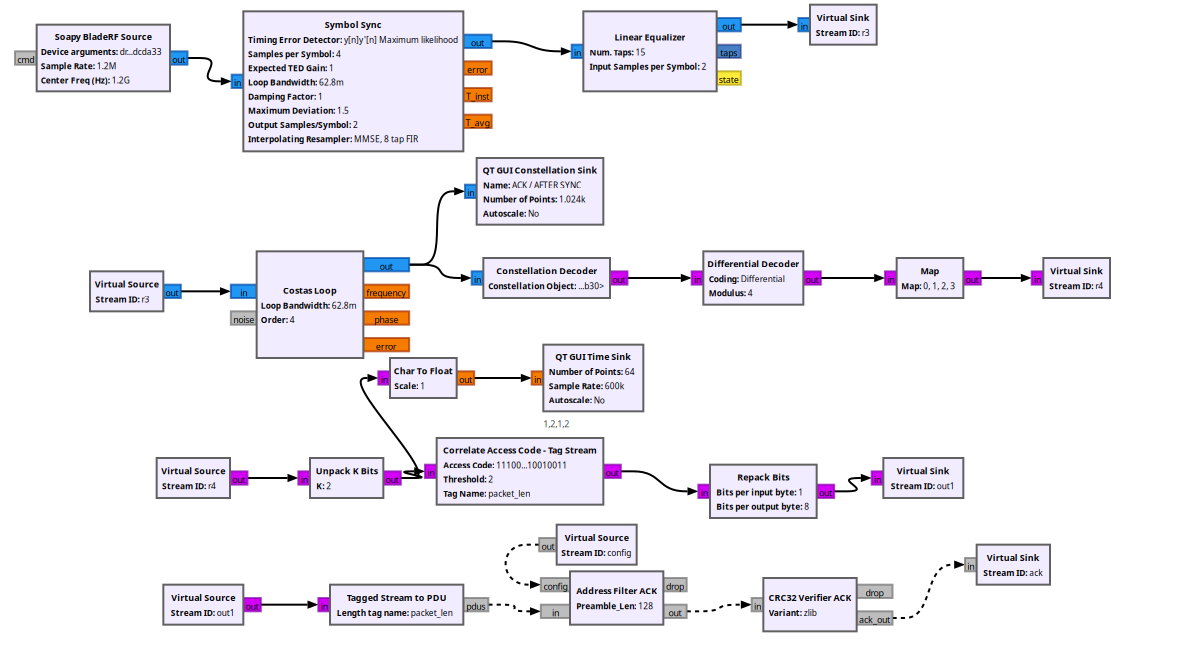 Soapy BladeRF Source
Device arguments: dr...dcda33
Sample Rate: 1.2M
Center Freq (Hz): 1.2G
cmd
out
Symbol Sync
Timing Error Detector: y[n]y'[n] Maximum likelihood
Samples per Symbol: 4
Expected TED Gain: 1
Loop Bandwidth: 62.8m
Damping Factor: 1
Maximum Deviation: 1.5
Output Samples/Symbol: 2
Interpolating Resampler: MMSE, 8 tap FIR
in
out
error
T_inst
T_avg
Linear Equalizer
Num. Taps: 15
Input Samples per Symbol: 2
in
out
taps
state
Virtual Sink
Stream ID: r3
in
QT GUI Constellation Sink
Name: ACK / AFTER SYNC
Number of Points: 1.024k
Autoscale: No
in
Virtual Source
Stream ID: r3
out
Costas Loop
Loop Bandwidth: 62.8m
Order: 4
in
noise
out
frequency
phase
error
Constellation Decoder
Constellation Object: ...b30>
in
out
Differential Decoder
Coding: Differential
Modulus: 4
in
out
Map
Map: 0, 1, 2, 3
in
out
Virtual Sink
Stream ID: r4
in
Char To Float
Scale: 1
in
out
QT GUI Time Sink
Number of Points: 64
Sample Rate: 600k
Autoscale: No
in
1,2,1,2
Virtual Source
Stream ID: r4
out
Unpack K Bits
K: 2
in
out
Correlate Access Code - Tag Stream
Access Code: 11100...10010011
Threshold: 2
Tag Name: packet_len
in
out
Repack Bits
Bits per input byte: 1
Bits per output byte: 8
in
out
Virtual Sink
Stream ID: out1
in
Virtual Source
Stream ID: config
out
Virtual Source
Stream ID: out1
out
Tagged Stream to PDU
Length tag name: packet_len
in
pdus
Address Filter ACK
Preamble_Len: 128
config
in
drop
out
CRC32 Verifier ACK
Variant: zlib
in
drop
ack_out
Virtual Sink
Stream ID: ack
in